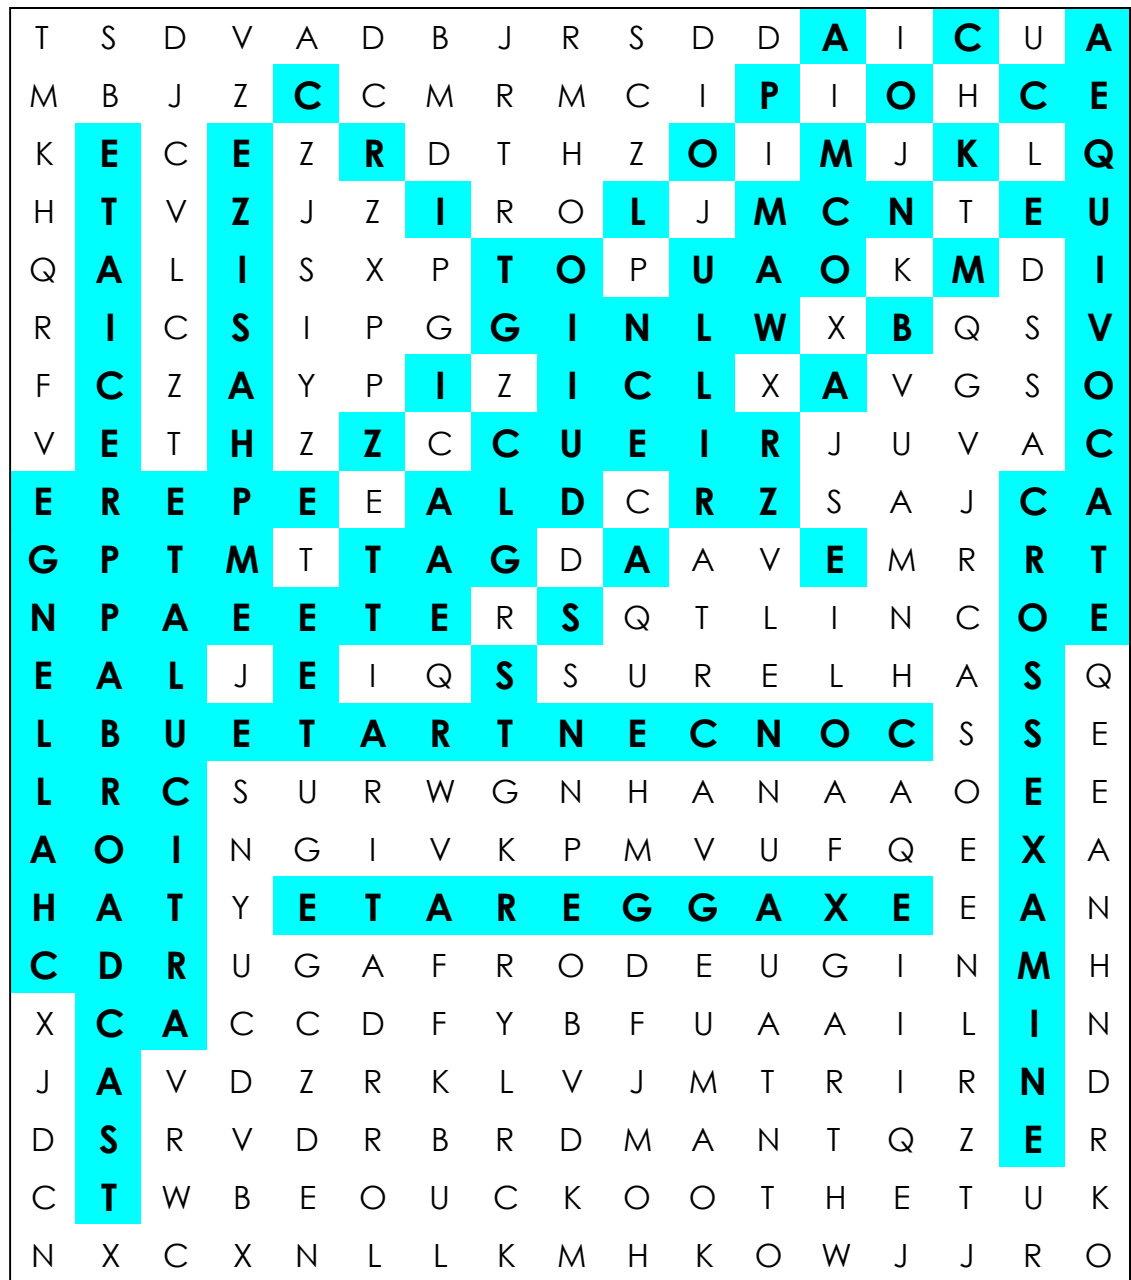 T S D V A D B J R S D D A I C U A
M B J Z C C M R M C I P I O H C E
K E C E Z R D T H Z O I M J K L Q
H T V Z J Z I R O L J M C N T E U
Q A L I S X P T O P U A O K M D I
R I C S I P G G I N L W X B Q S V
F C Z A Y P I Z I C L X A V G S O
V E T H Z Z C C U E I R J U V A C
E R E P E E A L D C R Z S A J C A
G P T M T T A G D A A V E M R R T
N P A E E T E R S Q T L I N C O E
E A L J E I Q S S U R E L H A S Q
L B U E T A R T N E C N O C S S E
L R C S U R W G N H A N A A O E E
A O I N G I V K P M V U F Q E X A
H A T Y E T A R E G G A X E E A N
C D R U G A F R O D E U G I N M H
X C A C C D F Y B F U A A I L I N
J A V D Z R K L V J M T R I R N D
D S R V D R B R D M A N T Q Z E R
C T W B E O U C K O O T H E T U K
N X C X N L L K M H K O W J J R O